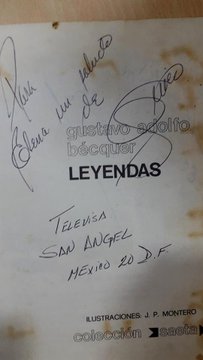 Para
Elena un saludo
de
gustavo adolfo
bécquer
LEYENDAS
TELEVISA
SAN ANGEL
MEXICO 20 D.F
ILUSTRACIONES: J. P. MONTERO
colección saeta